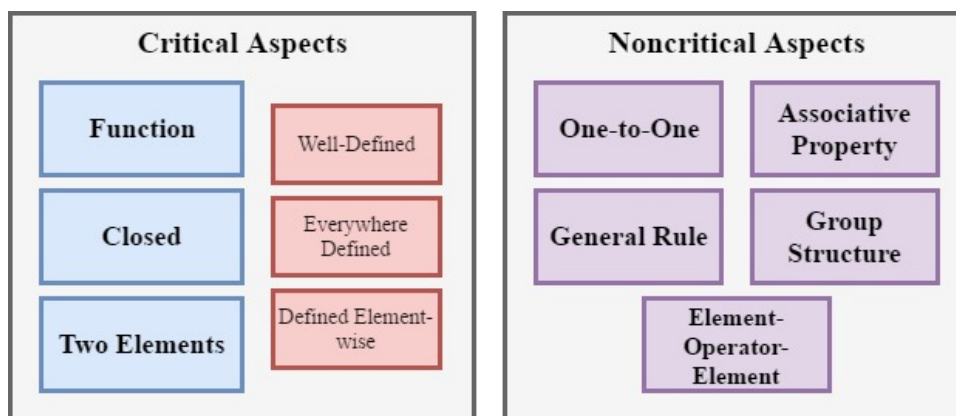 Critical Aspects
Function
Closed
Two Elements
Well-Defined
Everywhere
Defined
Defined Element-
wise
Noncritical Aspects
One-to-One
Associative
Property
General Rule
Group
Structure
Element-
Operator-
Element